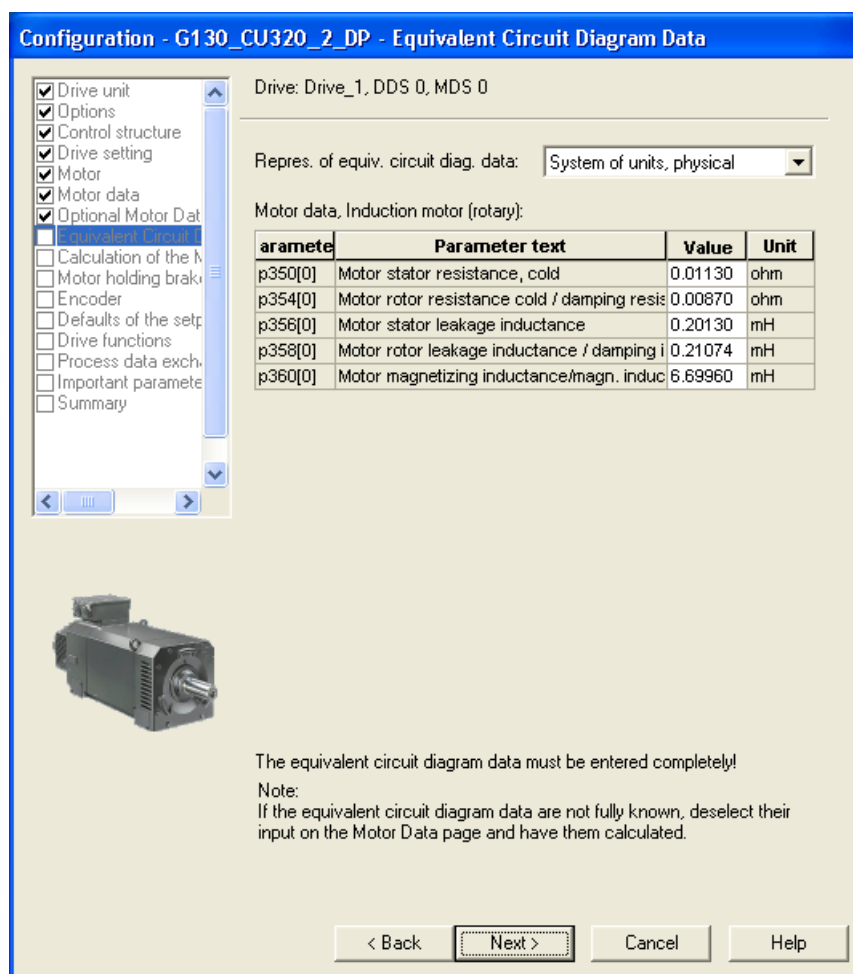 Configuration - G130_CU320_2_DP - Equivalent Circuit Diagram Data
Drive unit
Options
Control structure
Drive setting
Motor
Motor data
Optional Motor Dat
Equivalent Circuit D
Calculation of the M
Motor holding brake
Encoder
Defaults of the setp
Drive functions
Process data exch
Important paramete
Summary
Drive: Drive_1, DDS 0, MDS 0
Repres. of equiv. circuit diag. data: System of units, physical
Motor data, Induction motor (rotary):
aramete Parameter text Value Unit
p350[0] Motor stator resistance, cold 0.01130 ohm
p354[0] Motor rotor resistance cold / damping resis 0.00870 ohm
p356[0] Motor stator leakage inductance 0.20130 mH
p358[0] Motor rotor leakage inductance / damping i 0.21074 mH
p360[0] Motor magnetizing inductance/magn. induc 6.69960 mH
The equivalent circuit diagram data must be entered completely!
Note:
If the equivalent circuit diagram data are not fully known, deselect their
input on the Motor Data page and have them calculated.
< Back Next > Cancel Help